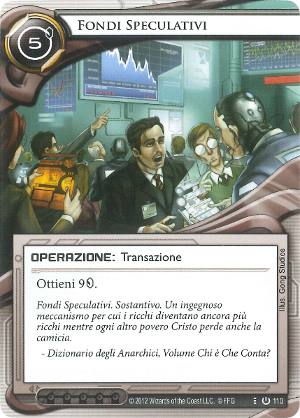 Fondi Speculativi
5
OPERAZIONE: Transazione
Ottieni 9
Fondi Speculativi. Sostantivo. Un ingegnoso
meccanismo per cui i ricchi diventano ancora più
ricchi mentre ogni altro povero Cristo perde anche la
camicia.
- Dizionario degli Anarchici, Volume Chi è Che Conta?
Illus. Gong Studios
© 2012 Wizards of the Coast LLC. © FFG
110